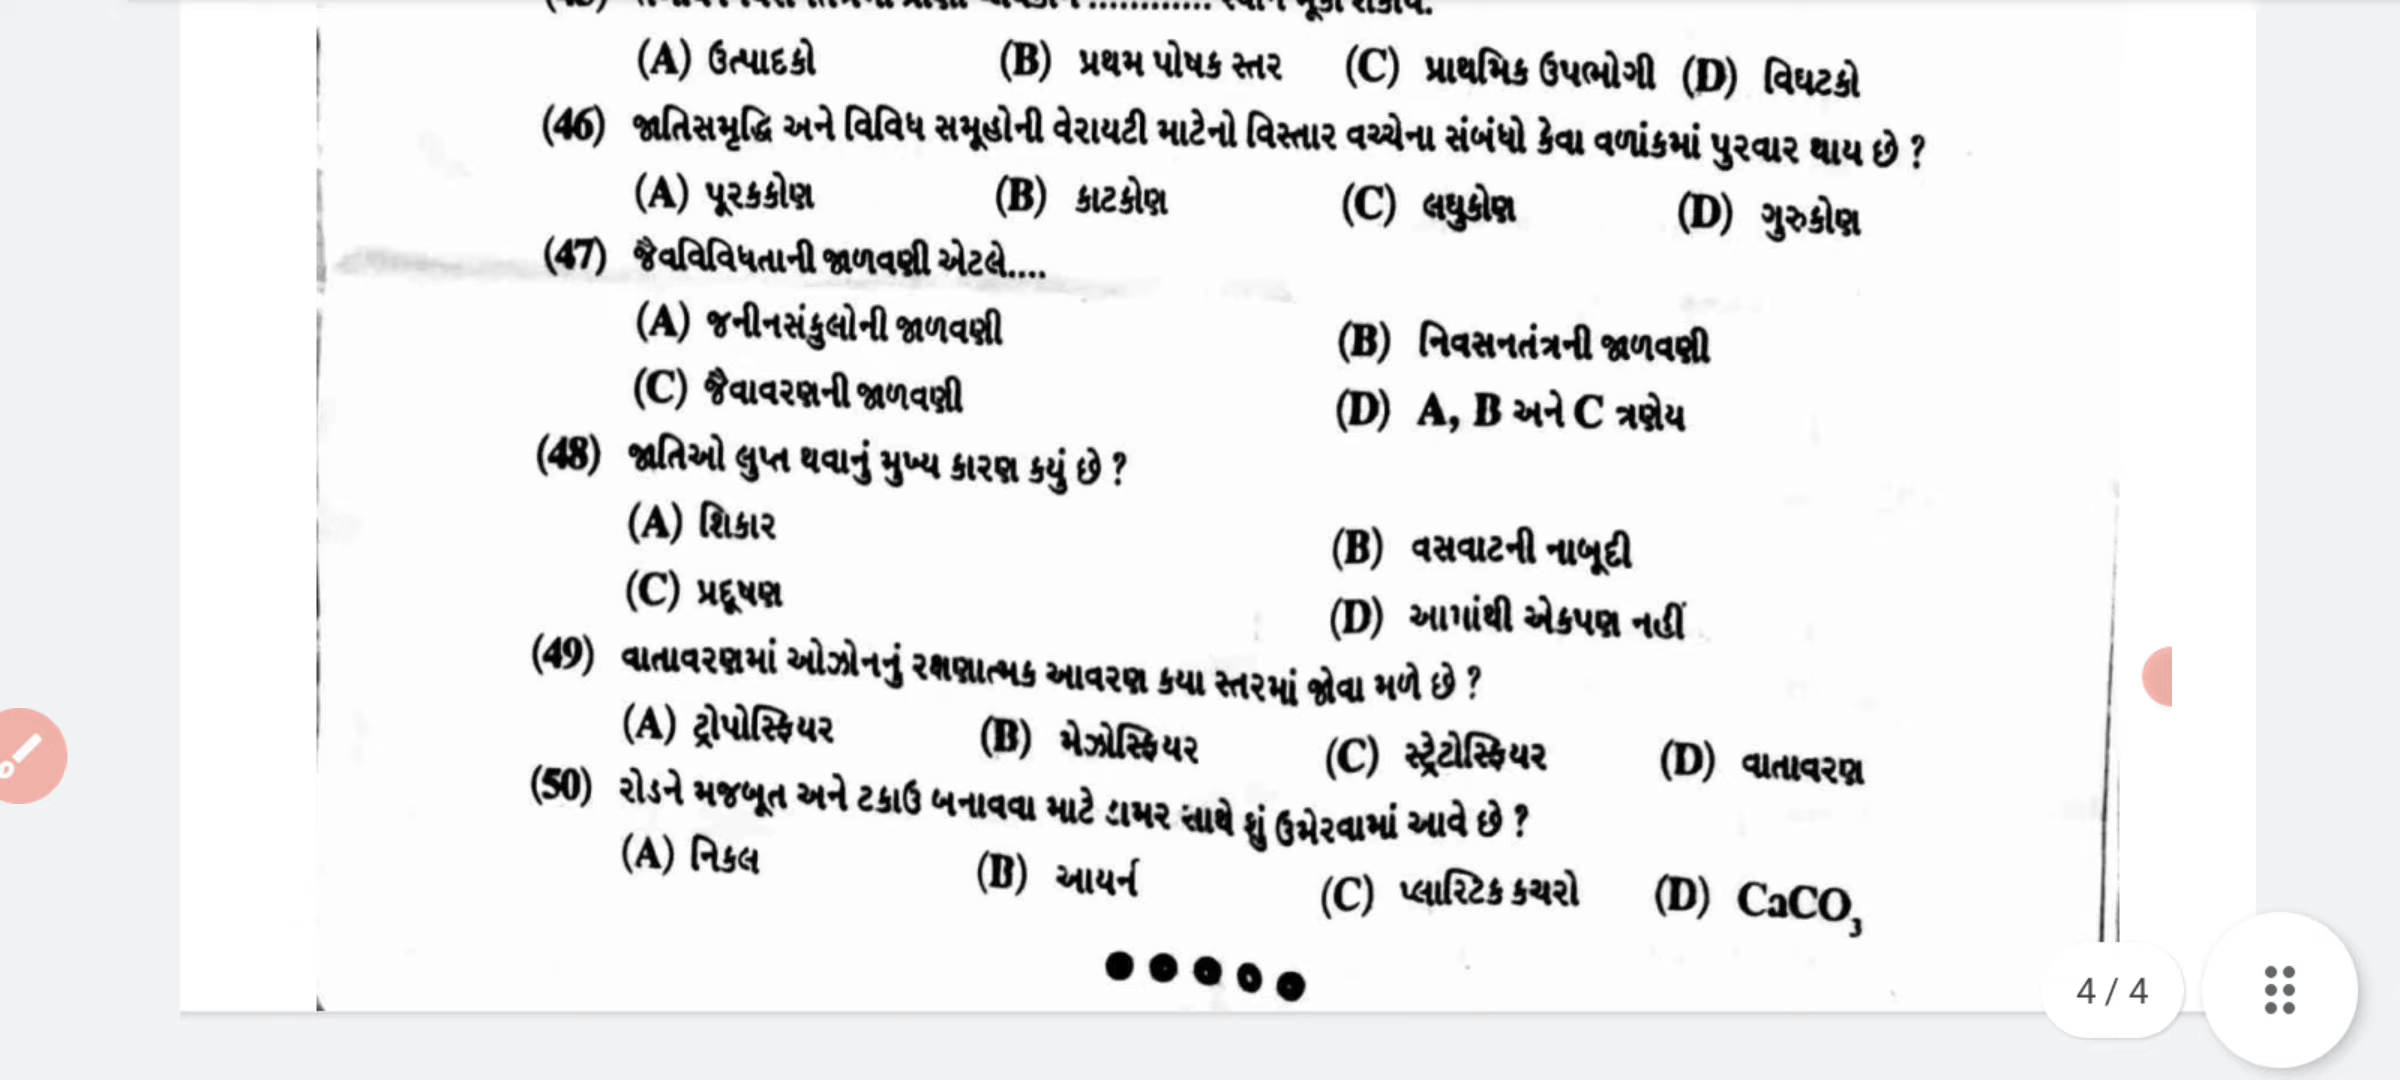 (A) ઉત્પાદકો (B) પ્રથમ પોષક સ્તર (C) પ્રાથમિક ઉપભોગી (D) વિઘટકો
(46) જાતિસમૃદ્ધિ અને વિવિધ સમૂહોની વેરાયટી માટેનો વિસ્તાર વચ્ચેના સંબંધો કેવા વળાંકમાં પુરવાર થાય છે ?
(A) પૂરકકોણ (B) કાટકોણ (C) લઘુકોણ (D) ગુરુકોણ
(47) જૈવવિવિધતાની જાળવણી એટલે....
(A) જનીનસંકુલોની જાળવણી (B) નિવસનતંત્રની જાળવણી
(C) જૈવાવરણની જાળવણી (D) A, B અને C ત્રણેય
(48) જાતિઓ લુપ્ત થવાનું મુખ્ય કારણ કયું છે ?
(A) શિકાર (B) વસવાટની નાબૂદી
(C) પ્રદૂષણ (D) આમાંથી એકપણ નહીં
(49) વાતાવરણમાં ઓઝોનનું રક્ષણાત્મક આવરણ કયા સ્તરમાં જોવા મળે છે ?
(A) ટ્રોપોસ્ફિયર (B) મેઝોસ્ફિયર (C) સ્ટ્રેટોસ્ફિયર (D) વાતાવરણ
(50) રોડને મજબૂત અને ટકાઉ બનાવવા માટે ડામર સાથે શું ઉમેરવામાં આવે છે ?
(A) નિકલ (B) આયર્ન (C) પ્લાસ્ટિક કચરો (D) CaCO₃
4 / 4